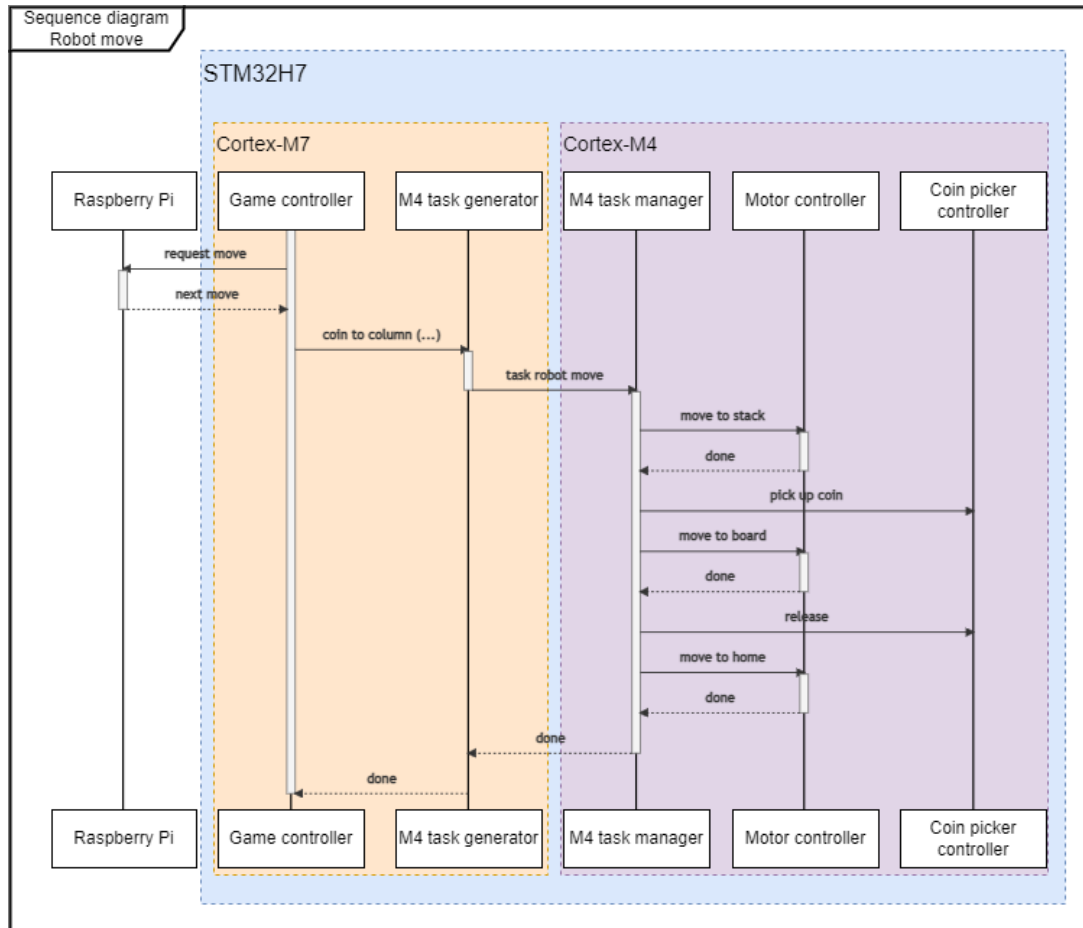 Sequence diagram
Robot move
STM32H7
Cortex-M7
Cortex-M4
Raspberry Pi
Game controller
M4 task generator
M4 task manager
Motor controller
Coin picker
controller
request move
next move
coin to column (...)
task robot move
move to stack
done
pick up coin
move to board
done
release
move to home
done
done
done
Raspberry Pi
Game controller
M4 task generator
M4 task manager
Motor controller
Coin picker
controller